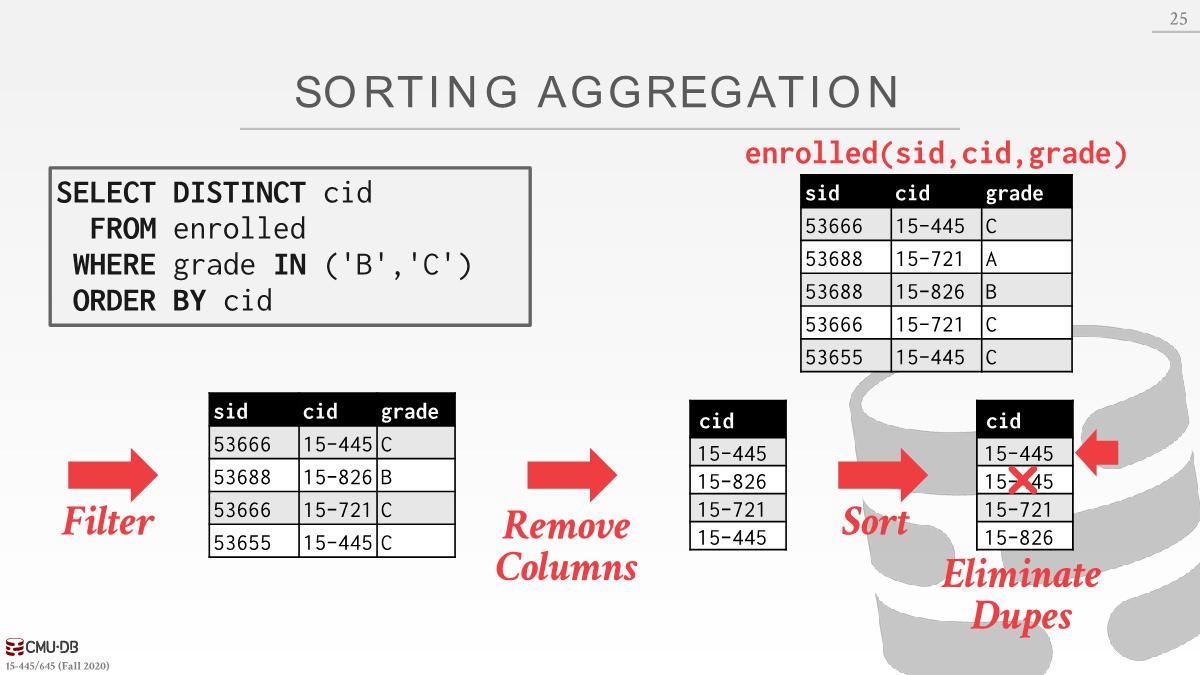 25
SORTING AGGREGATION
enrolled(sid,cid,grade)
SELECT DISTINCT cid
FROM enrolled
WHERE grade IN ('B','C')
ORDER BY cid
sid cid grade
53666 15-445 C
53688 15-721 A
53688 15-826 B
53666 15-721 C
53655 15-445 C
Filter
sid cid grade
53666 15-445 C
53688 15-826 B
53666 15-721 C
53655 15-445 C
Remove
Columns
cid
15-445
15-826
15-721
15-445
Sort
cid
15-445
15-445
15-721
15-826
Eliminate
Dupes
CMU·DB
15-445/645 (Fall 2020)